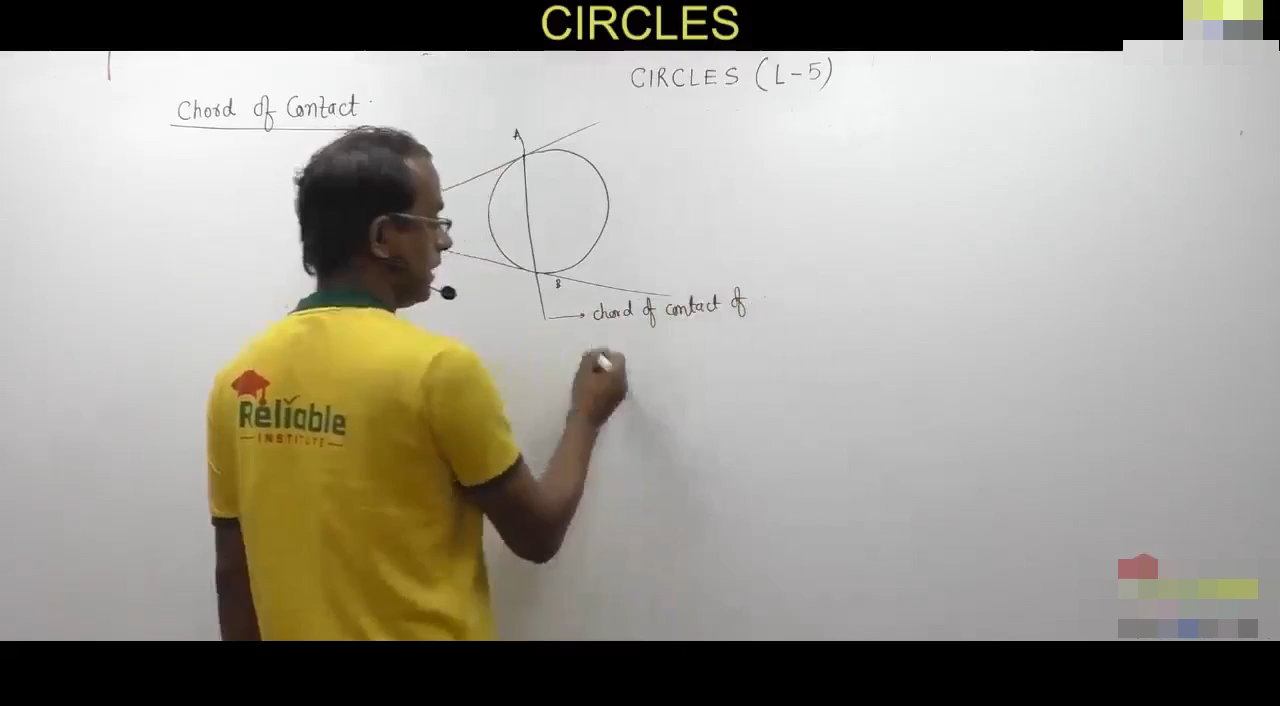 CIRCLES
CIRCLES (L-5)
Chord of Contact
A
B
chord of contact of
Reliable
INSTITUTE